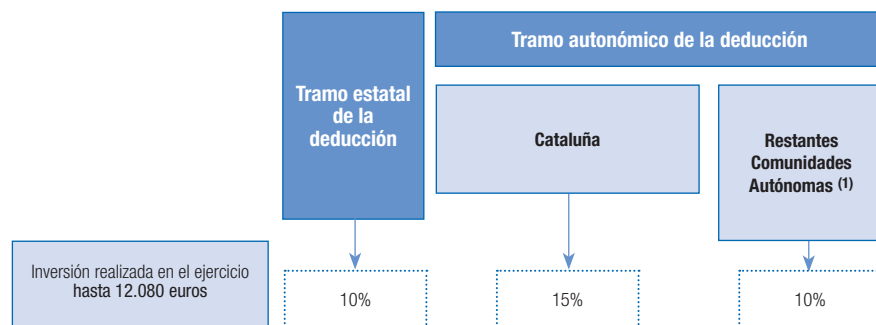 Tramo estatal
de la
deducción
Tramo autonómico de la deducción
Cataluña
Restantes
Comunidades
Autónomas (1)
Inversión realizada en el ejercicio
hasta 12.080 euros
10%
15%
10%